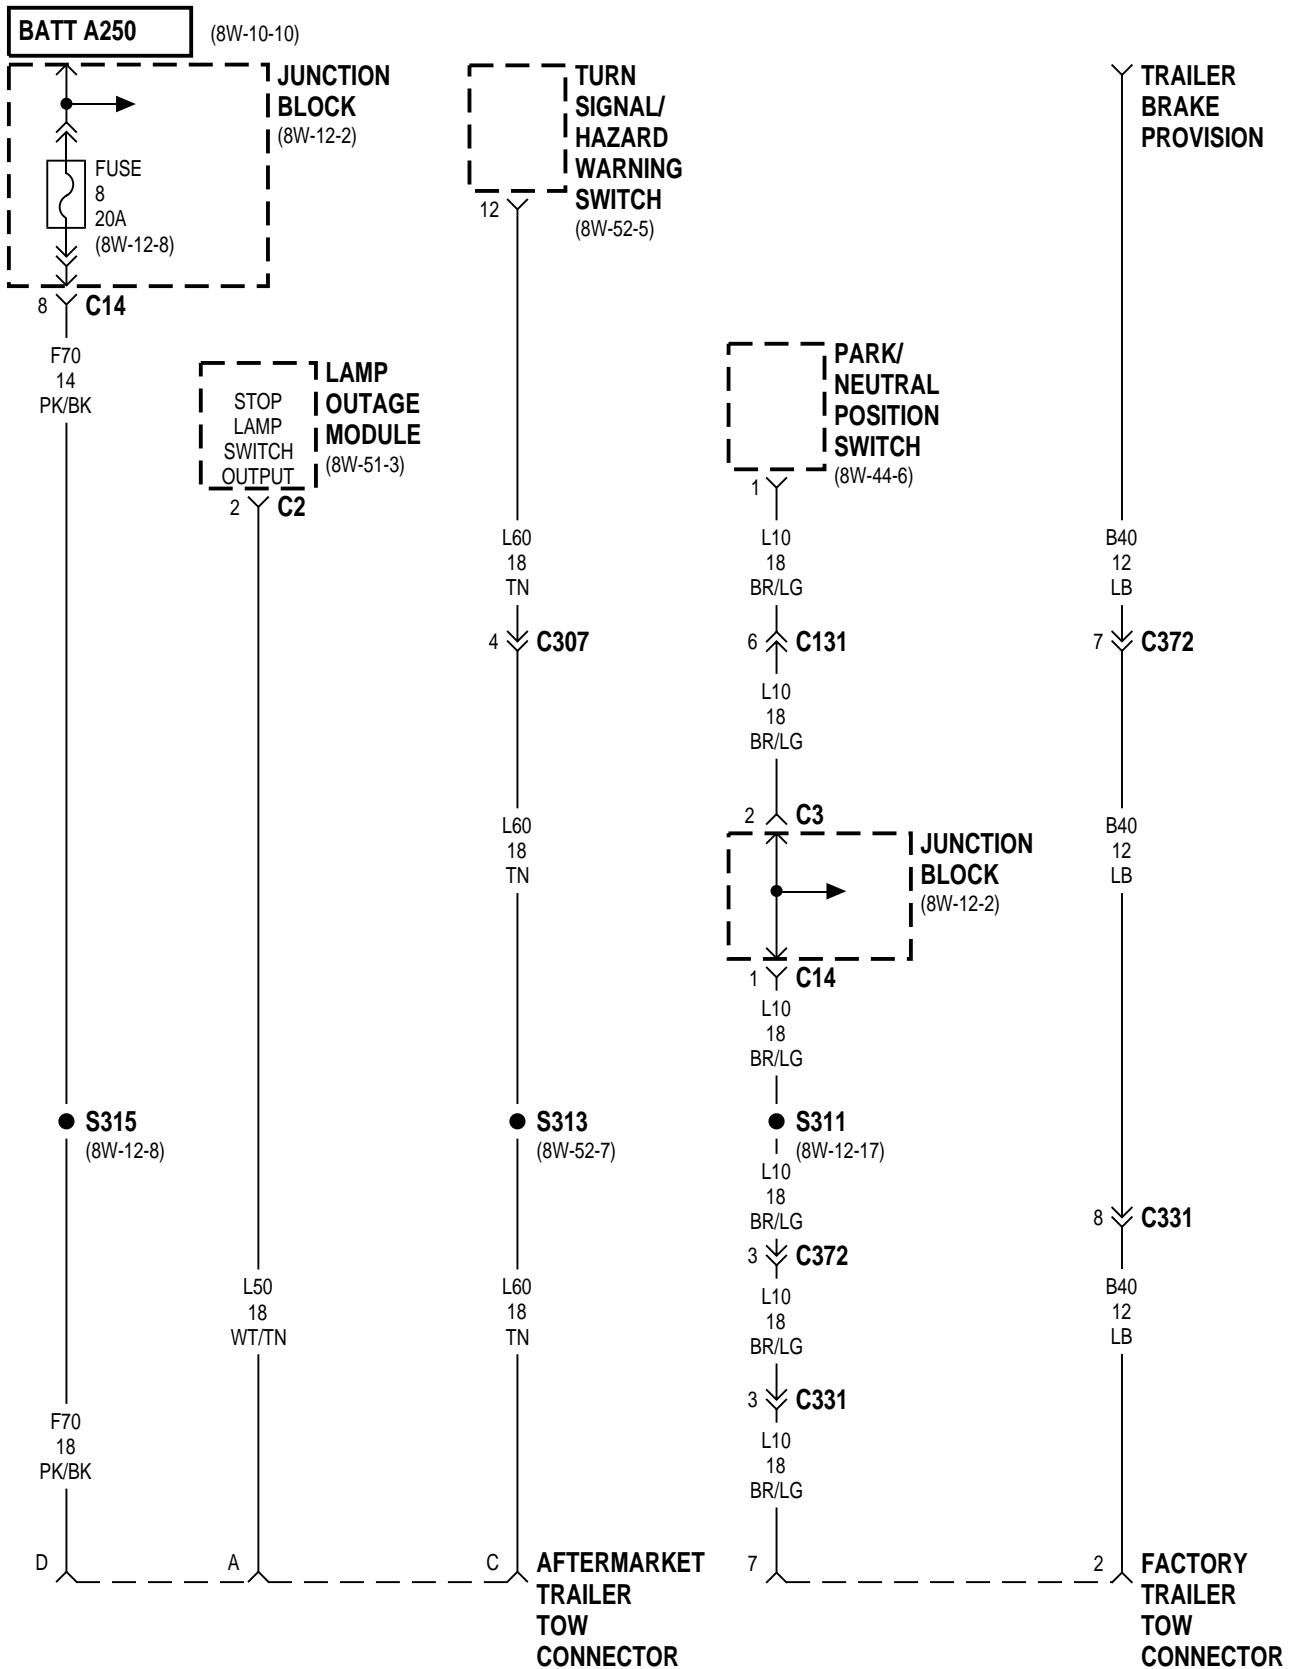 BATT A250
(8W-10-10)
JUNCTION
BLOCK
(8W-12-2)
FUSE
8
20A
(8W-12-8)
8
C14
F70
14
PK/BK
TURN
SIGNAL/
HAZARD
WARNING
SWITCH
(8W-52-5)
12
TRAILER
BRAKE
PROVISION
STOP
LAMP
SWITCH
OUTPUT
LAMP
OUTAGE
MODULE
(8W-51-3)
2
C2
PARK/
NEUTRAL
POSITION
SWITCH
(8W-44-6)
1
L60
18
TN
L10
18
BR/LG
B40
12
LB
4
C307
6
C131
7
C372
L10
18
BR/LG
2
C3
L60
18
TN
B40
12
LB
JUNCTION
BLOCK
(8W-12-2)
1
C14
L10
18
BR/LG
S315
(8W-12-8)
S313
(8W-52-7)
S311
(8W-12-17)
L10
18
BR/LG
8
C331
3
C372
L50
18
WT/TN
L60
18
TN
L10
18
BR/LG
B40
12
LB
3
C331
F70
18
PK/BK
L10
18
BR/LG
D
A
C
AFTERMARKET
TRAILER
TOW
CONNECTOR
7
2
FACTORY
TRAILER
TOW
CONNECTOR